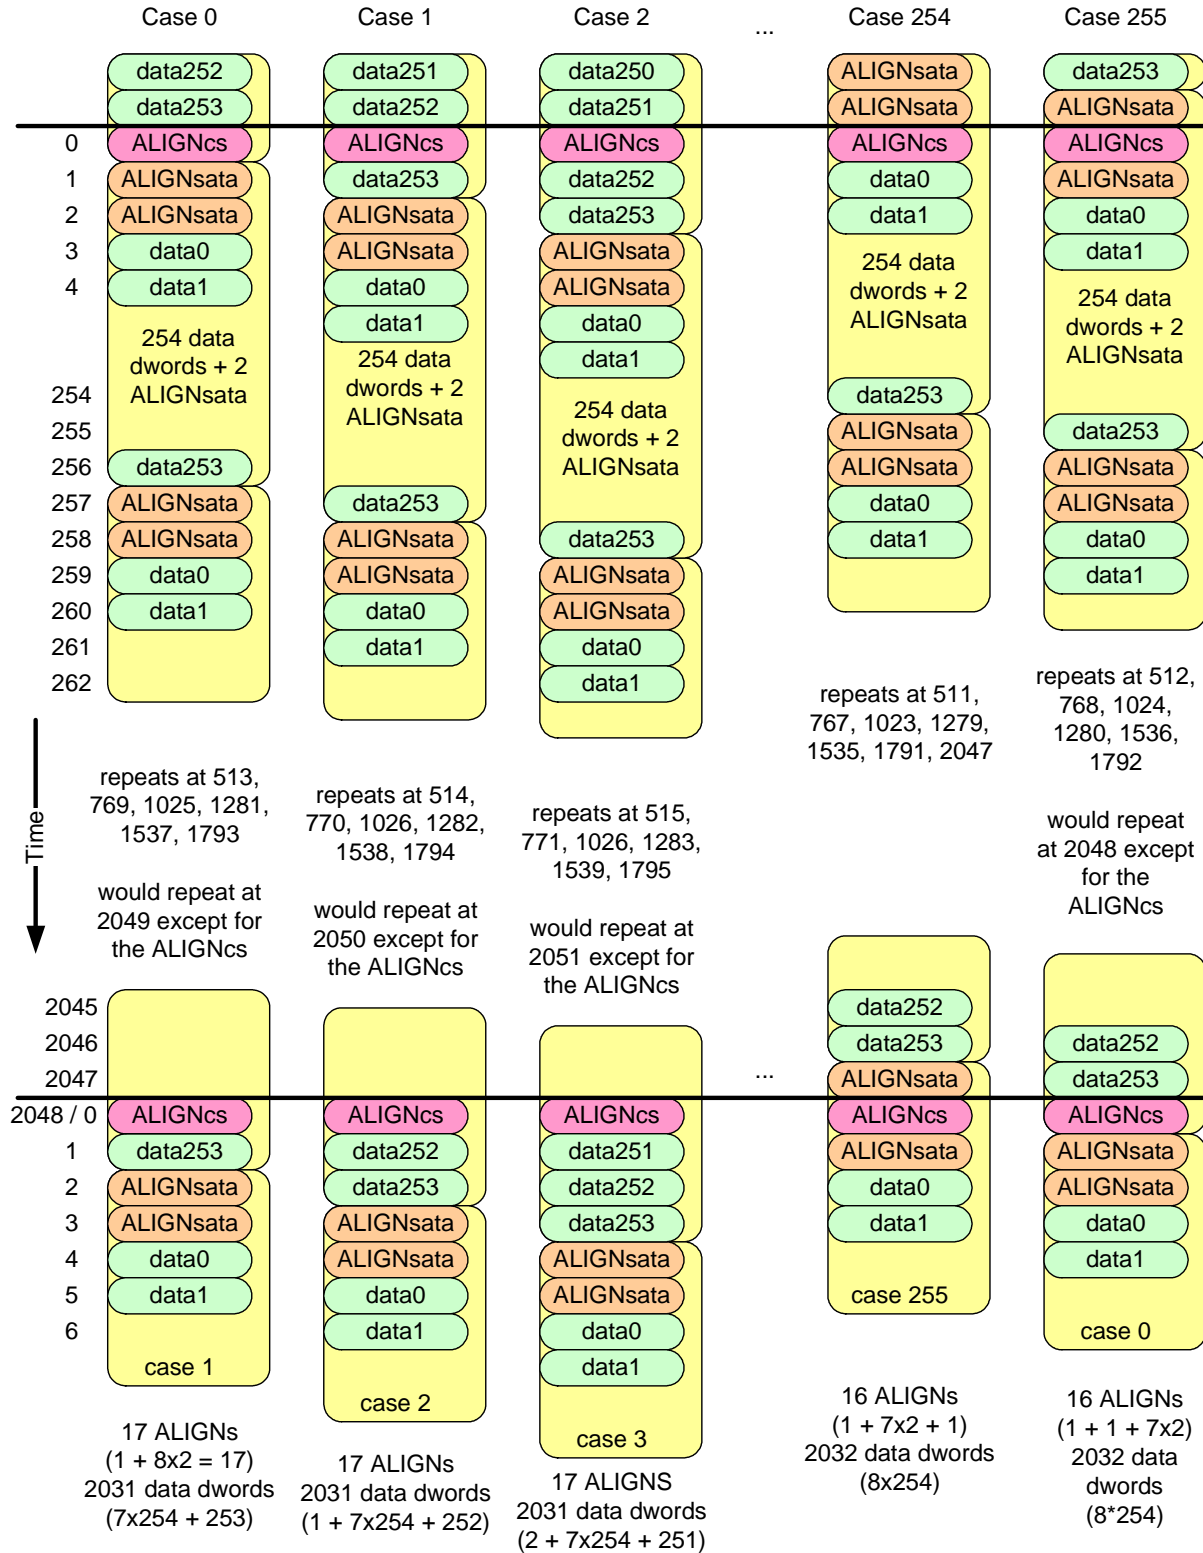 Case 0
Case 1
Case 2
...
Case 254
Case 255
data252
data251
data250
ALIGNsata
data253
data253
data252
data251
ALIGNsata
ALIGNsata
0
ALIGNcs
ALIGNcs
ALIGNcs
ALIGNcs
ALIGNcs
1
ALIGNsata
data253
data252
data0
ALIGNsata
2
ALIGNsata
ALIGNsata
data253
data1
data0
3
data0
ALIGNsata
ALIGNsata
data1
4
data1
data0
ALIGNsata
data1
data0
data1
254 data
dwords + 2
ALIGNsata
254 data
dwords + 2
ALIGNsata
254 data
dwords + 2
ALIGNsata
254 data
dwords + 2
ALIGNsata
254 data
dwords + 2
ALIGNsata
254
data253
255
ALIGNsata
data253
256
data253
ALIGNsata
ALIGNsata
257
ALIGNsata
data253
data0
ALIGNsata
258
ALIGNsata
ALIGNsata
data253
data1
data0
259
data0
ALIGNsata
ALIGNsata
data1
260
data1
data0
ALIGNsata
261
data1
data0
262
data1
Time
repeats at 513,
769, 1025, 1281,
1537, 1793
would repeat at
2049 except for
the ALIGNcs
repeats at 514,
770, 1026, 1282,
1538, 1794
would repeat at
2050 except for
the ALIGNcs
repeats at 515,
771, 1026, 1283,
1539, 1795
would repeat at
2051 except for
the ALIGNcs
repeats at 511,
767, 1023, 1279,
1535, 1791, 2047
repeats at 512,
768, 1024,
1280, 1536,
1792
would repeat
at 2048 except
for the
ALIGNcs
2045
data252
2046
data253
data252
2047
...
ALIGNsata
data253
2048 / 0
ALIGNcs
ALIGNcs
ALIGNcs
ALIGNcs
ALIGNcs
1
data253
data252
data251
ALIGNsata
ALIGNsata
2
ALIGNsata
data253
data252
data0
ALIGNsata
3
ALIGNsata
ALIGNsata
data253
data1
data0
4
data0
ALIGNsata
ALIGNsata
data1
5
data1
data0
ALIGNsata
case 255
6
data1
data0
case 0
case 1
data1
case 2
case 3
17 ALIGNs
(1 + 8x2 = 17)
2031 data dwords
(7x254 + 253)
17 ALIGNs
2031 data dwords
(1 + 7x254 + 252)
17 ALIGNS
2031 data dwords
(2 + 7x254 + 251)
16 ALIGNs
(1 + 7x2 + 1)
2032 data dwords
(8x254)
16 ALIGNs
(1 + 1 + 7x2)
2032 data
dwords
(8*254)